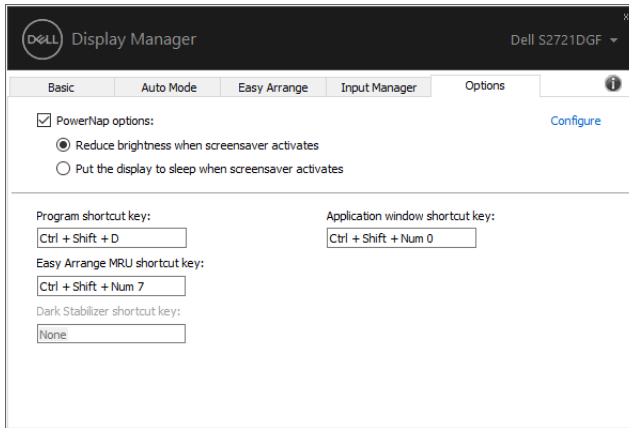 DELL Display Manager Dell S2721DGF
Basic Auto Mode Easy Arrange Input Manager Options
PowerNap options: Configure
Reduce brightness when screensaver activates
Put the display to sleep when screensaver activates
Program shortcut key: Application window shortcut key:
Ctrl + Shift + D Ctrl + Shift + Num 0
Easy Arrange MRU shortcut key:
Ctrl + Shift + Num 7
Dark Stabilizer shortcut key:
None